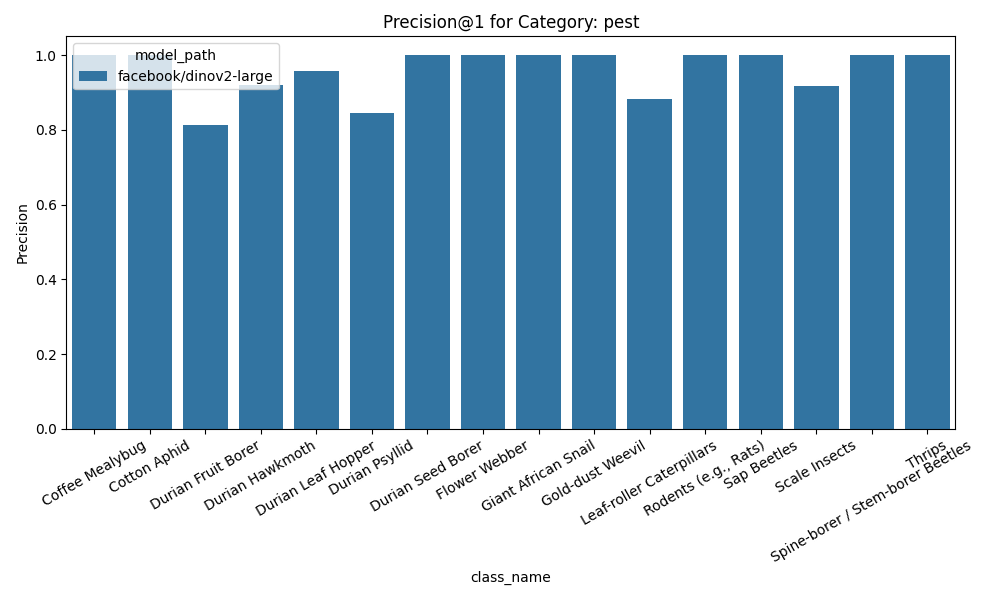 Precision@1 for Category: pest
model_path
facebook/dinov2-large
Precision
1.0
0.8
0.6
0.4
0.2
0.0
Coffee Mealybug
Cotton Aphid
Durian Fruit Borer
Durian Hawkmoth
Durian Leaf Hopper
Durian Psyllid
Durian Seed Borer
Flower Webber
Giant African Snail
Gold-dust Weevil
Leaf-roller Caterpillars
Rodents (e.g., Rats)
Sap Beetles
Scale Insects
Spine-borer / Stem-borer Beetles
Thrips
class_name